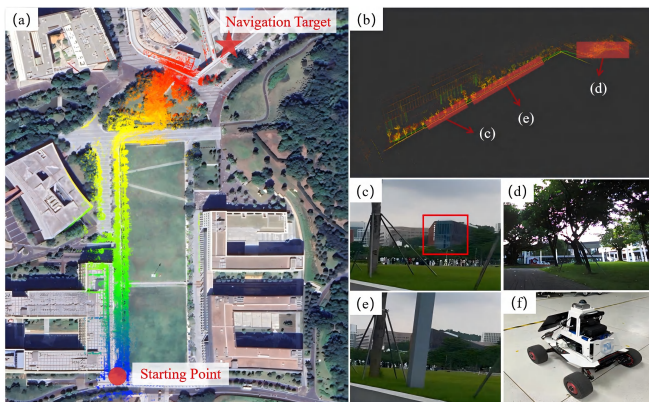 (a)
Navigation Target
Starting Point
(b)
(d)
(e)
(c)
(c)
(d)
(e)
(f)